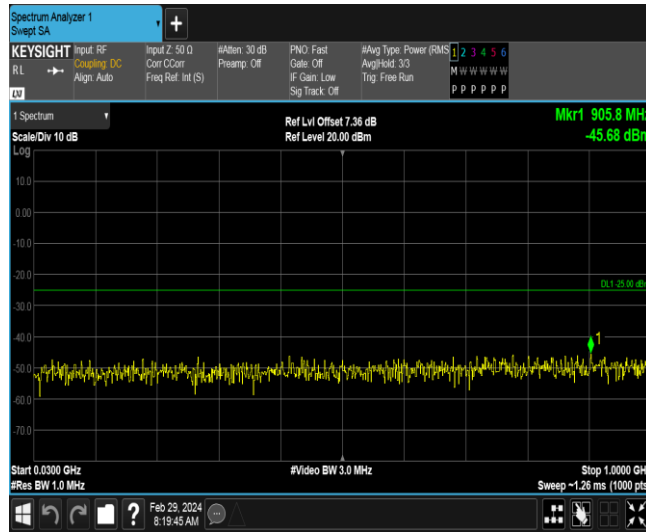 Spectrum Analyzer 1
Swept SA
+
KEYSIGHT
RL
LXI
Input: RF
Coupling: DC
Align: Auto
Input Z: 50 Ω
Corr CCorr
Freq Ref: Int (S)
#Atten: 30 dB
Preamp: Off
PNO: Fast
Gate: Off
IF Gain: Low
Sig Track: Off
#Avg Type: Power (RMS
Avg|Hold: 3/3
Trig: Free Run
1 2 3 4 5 6
M W W W W W
P P P P P P
1 Spectrum
Scale/Div 10 dB
Log
Ref Lvl Offset 7.36 dB
Ref Level 20.00 dBm
Mkr1 905.8 MHz
-45.68 dBm
10.0
0.00
-10.0
-20.0
DL1 -25.00 dBm
-30.0
-40.0
1
-50.0
-60.0
-70.0
Start 0.0300 GHz
#Res BW 1.0 MHz
#Video BW 3.0 MHz
Stop 1.0000 GHz
Sweep ~1.26 ms (1000 pts
?
Feb 29, 2024
8:19:45 AM